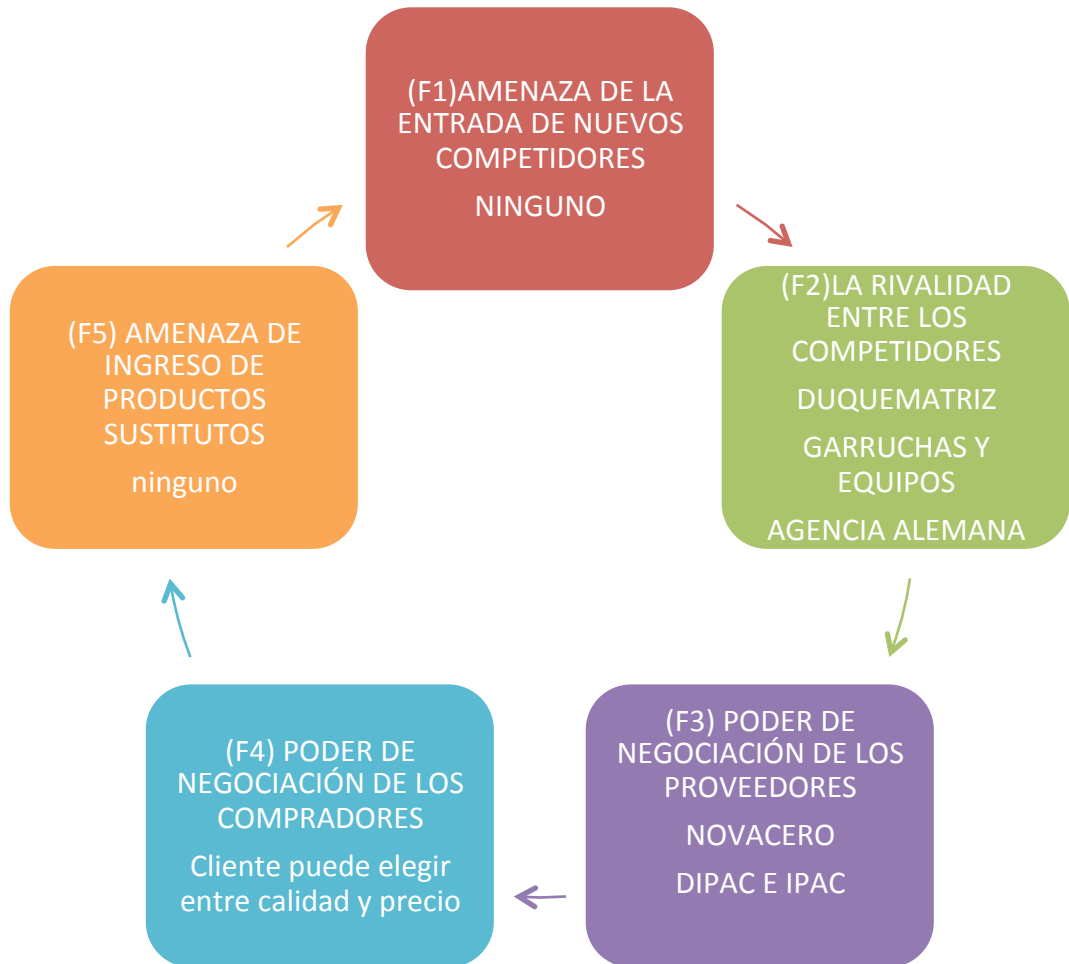 (F1)AMENAZA DE LA
ENTRADA DE NUEVOS
COMPETIDORES
NINGUNO
(F2)LA RIVALIDAD
ENTRE LOS
COMPETIDORES
DUQUEMATRIZ
GARRUCHAS Y
EQUIPOS
AGENCIA ALEMANA
(F3) PODER DE
NEGOCIACIÓN DE LOS
PROVEEDORES
NOVACERO
DIPAC E IPAC
(F4) PODER DE
NEGOCIACIÓN DE LOS
COMPRADORES
Cliente puede elegir
entre calidad y precio
(F5) AMENAZA DE
INGRESO DE
PRODUCTOS
SUSTITUTOS
ninguno